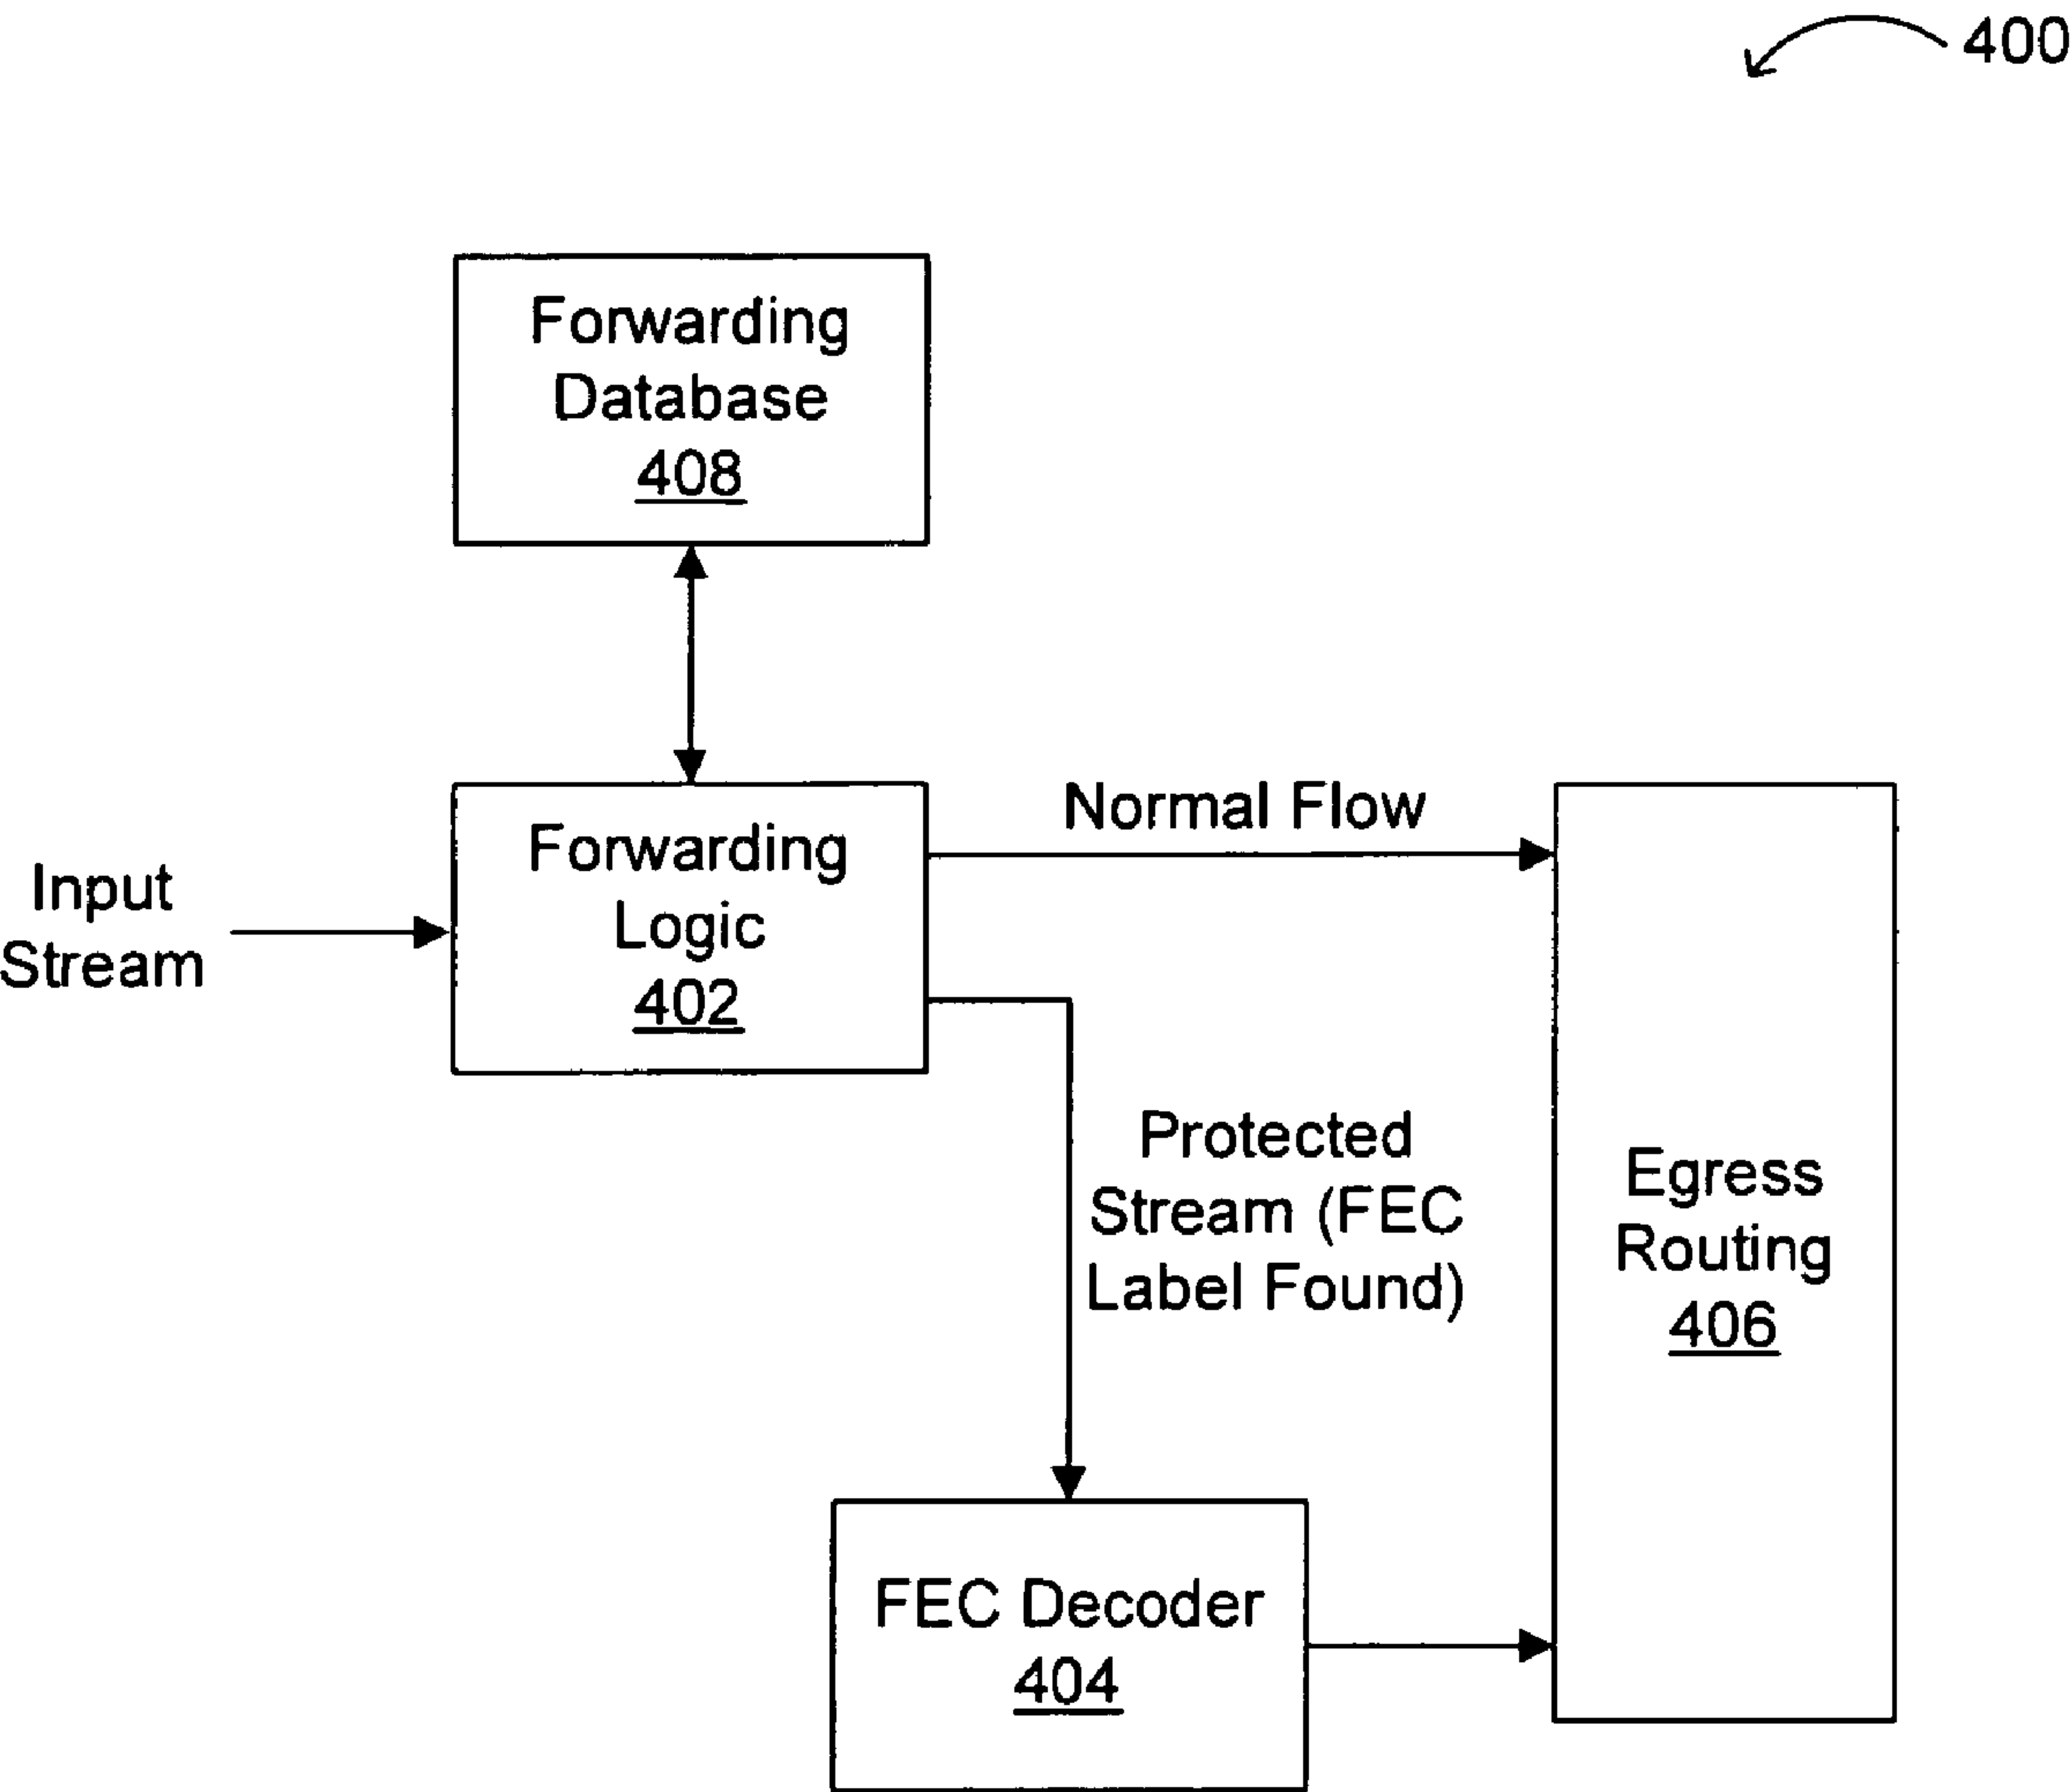 400
Forwarding
Database
408
Input
Stream
Forwarding
Logic
402
Normal Flow
Protected
Stream (FEC
Label Found)
Egress
Routing
406
FEC Decoder
404